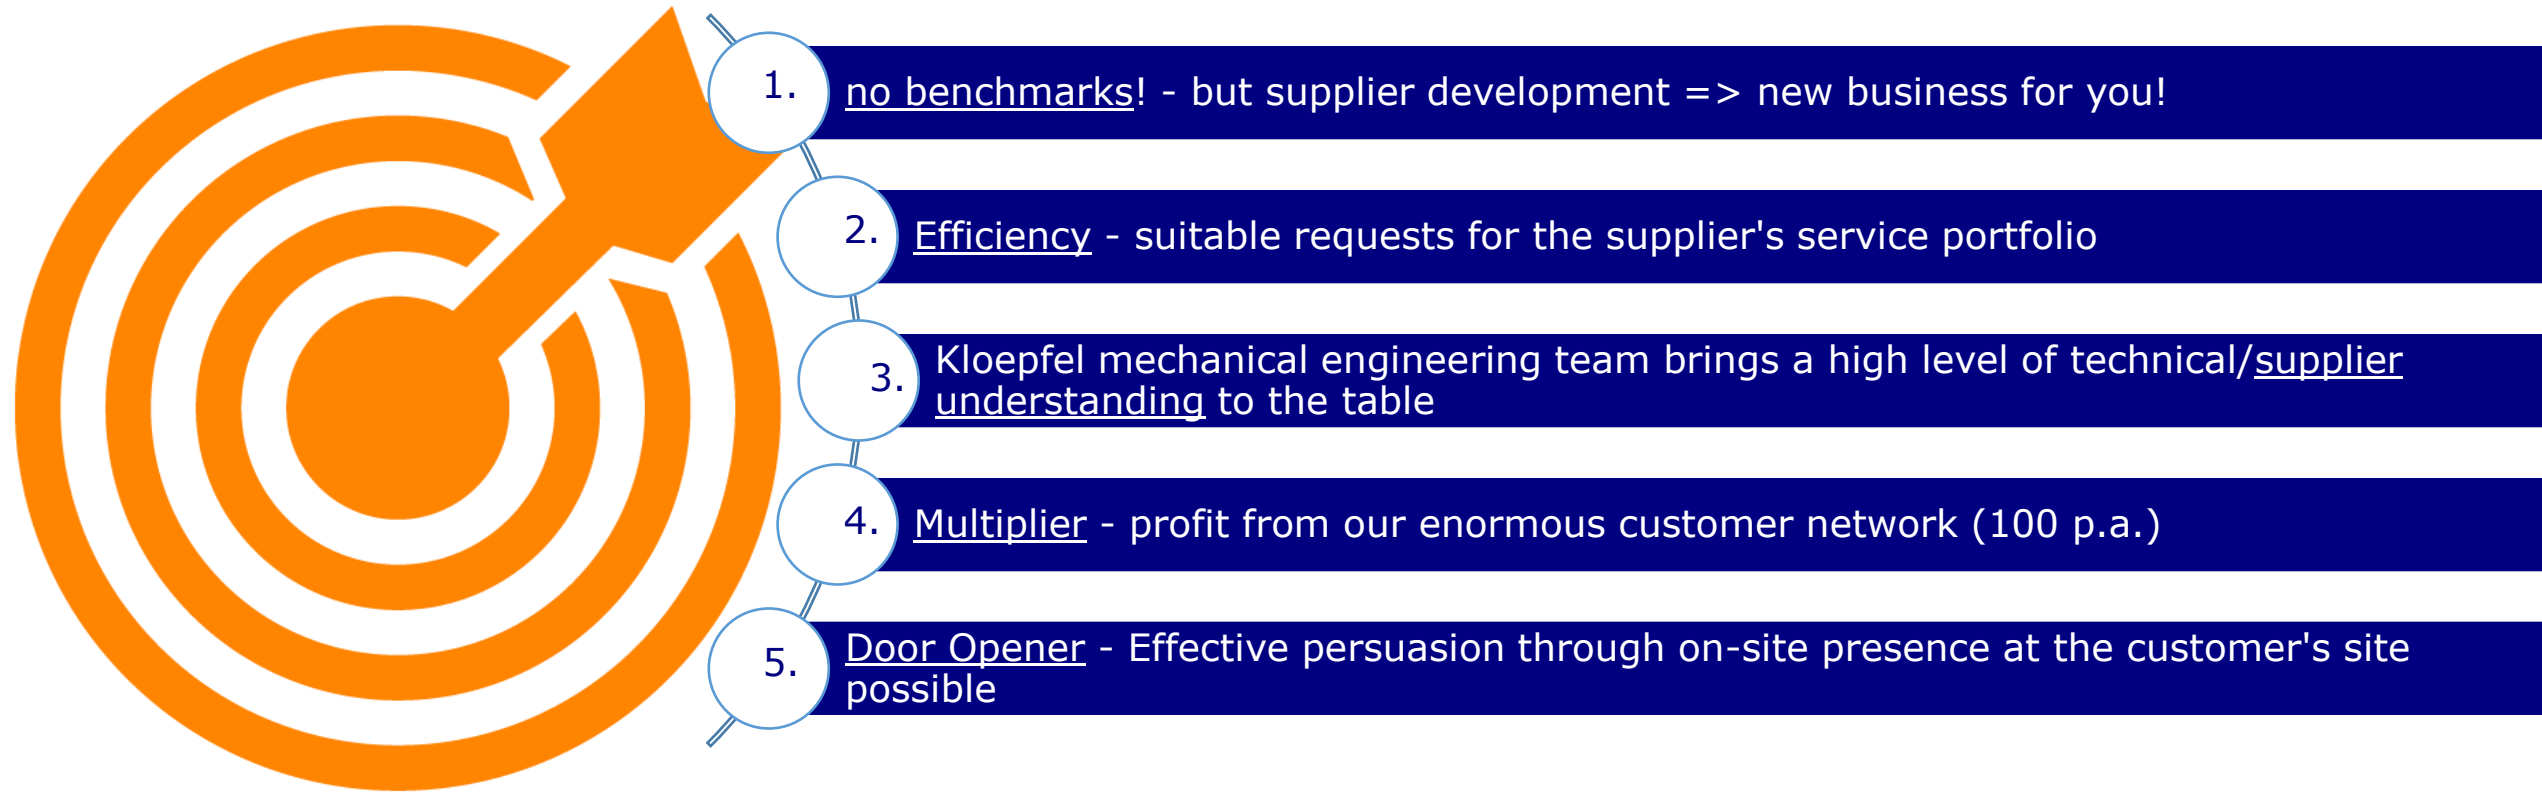 1. no benchmarks! - but supplier development => new business for you!
2. Efficiency - suitable requests for the supplier's service portfolio
3. Kloepfel mechanical engineering team brings a high level of technical/supplier
understanding to the table
4. Multiplier - profit from our enormous customer network (100 p.a.)
5. Door Opener - Effective persuasion through on-site presence at the customer's site
possible